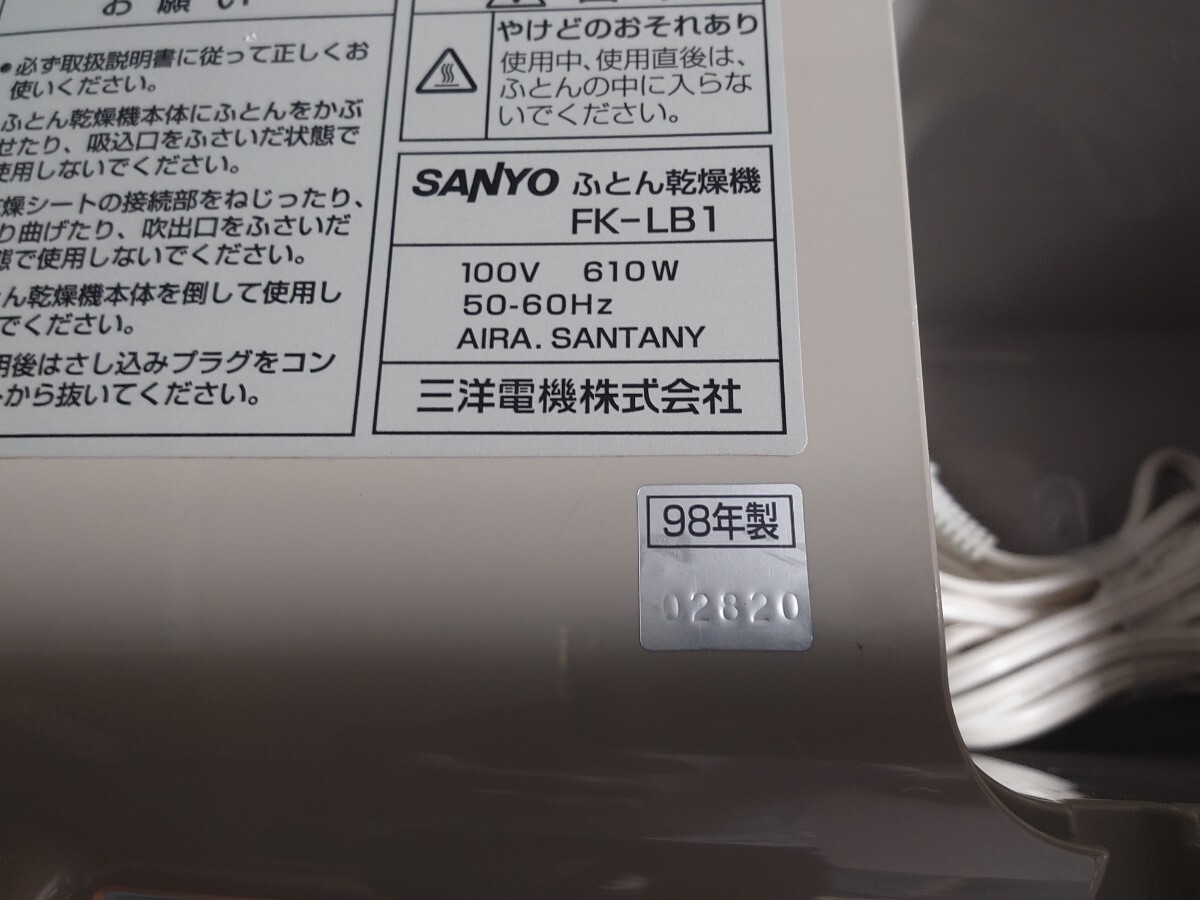 お願い
•必ず取扱説明書に従って正しくお
使いください。
ふとん乾燥機本体にふとんをかぶ
せたり、吸込口をふさいだ状態で
使用しないでください。
燥シートの接続部をねじったり、
り曲げたり、吹出口をふさいだ
態で使用しないでください。
ん乾燥機本体を倒して使用し
でください。
用後はさし込みプラグをコン
から抜いてください。
やけどのおそれあり
使用中、使用直後は、
ふとんの中に入らな
いでください。
SANYO ふとん乾燥機
FK-LB1
100V 610W
50-60Hz
AIRA. SANTANY
三洋電機株式会社
98年製
02820